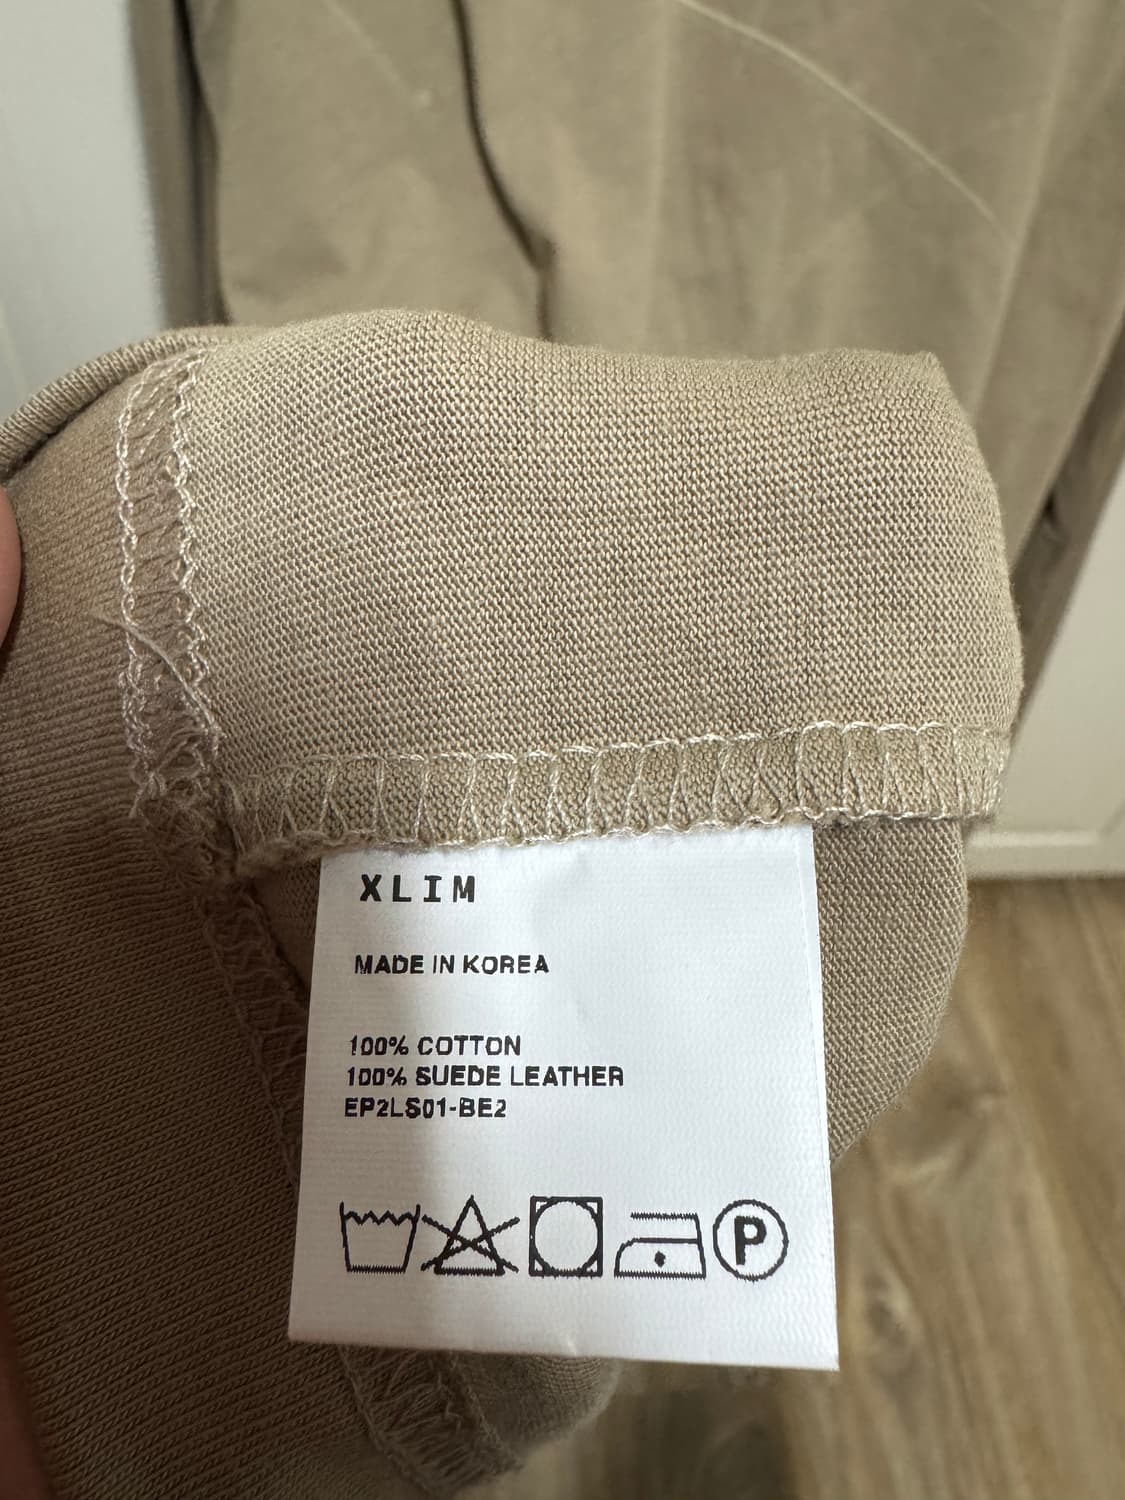 XLIM
MADE IN KOREA
100% COTTON
100% SUEDE LEATHER
EP2LS01-BE2
P